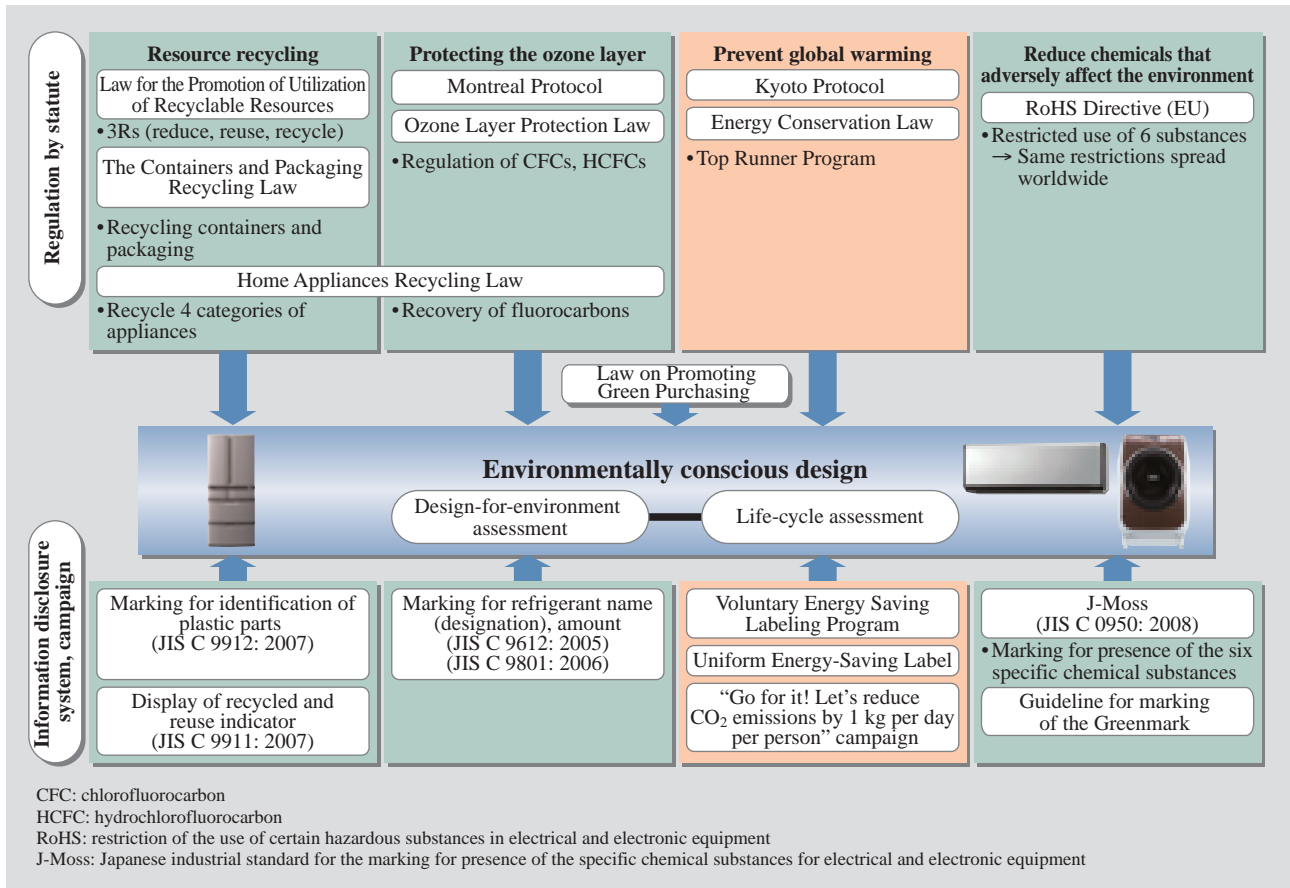 Regulation by statute
Resource recycling
Law for the Promotion of Utilization
of Recyclable Resources
• 3Rs (reduce, reuse, recycle)
The Containers and Packaging
Recycling Law
• Recycling containers and
packaging
Protecting the ozone layer
Montreal Protocol
Ozone Layer Protection Law
• Regulation of CFCs, HCFCs
Home Appliances Recycling Law
• Recycle 4 categories of
appliances
• Recovery of fluorocarbons
Prevent global warming
Kyoto Protocol
Energy Conservation Law
• Top Runner Program
Reduce chemicals that
adversely affect the environment
RoHS Directive (EU)
• Restricted use of 6 substances
→ Same restrictions spread
worldwide
Law on Promoting
Green Purchasing
Environmentally conscious design
Design-for-environment
assessment
Life-cycle assessment
Information disclosure
system, campaign
Marking for identification of
plastic parts
(JIS C 9912: 2007)
Display of recycled and
reuse indicator
(JIS C 9911: 2007)
Marking for refrigerant name
(designation), amount
(JIS C 9612: 2005)
(JIS C 9801: 2006)
Voluntary Energy Saving
Labeling Program
Uniform Energy-Saving Label
“Go for it! Let’s reduce
CO₂ emissions by 1 kg per day
per person” campaign
J-Moss
(JIS C 0950: 2008)
• Marking for presence of the six
specific chemical substances
Guideline for marking
of the Greenmark
CFC: chlorofluorocarbon
HCFC: hydrochlorofluorocarbon
RoHS: restriction of the use of certain hazardous substances in electrical and electronic equipment
J-Moss: Japanese industrial standard for the marking for presence of the specific chemical substances for electrical and electronic equipment